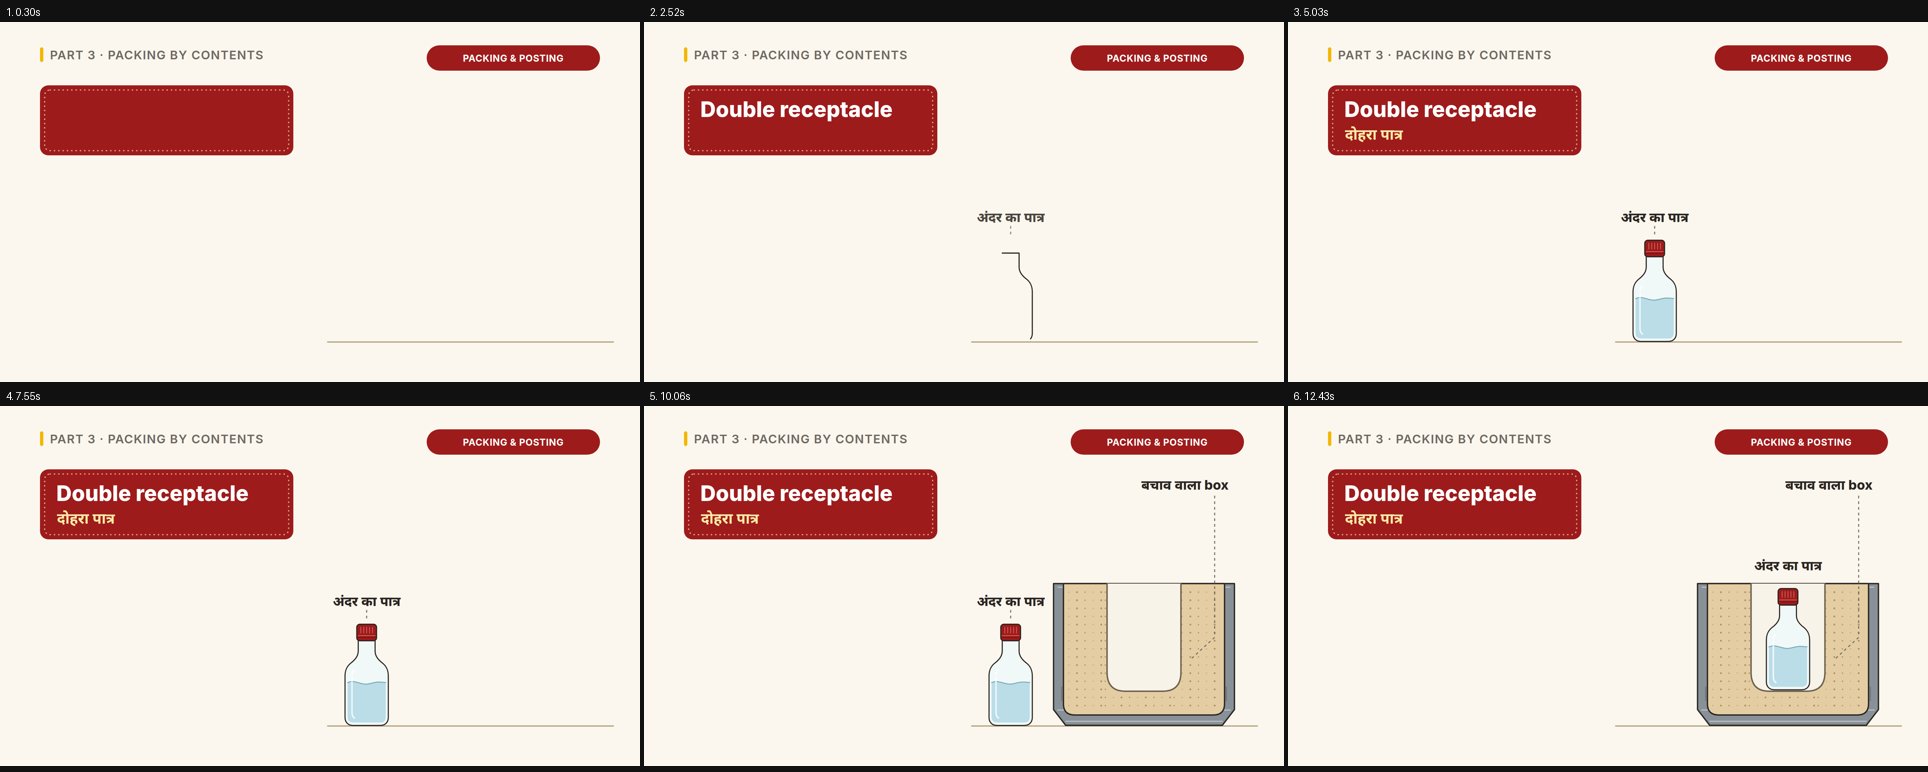 1. 0.30s
PART 3 · PACKING BY CONTENTS
PACKING & POSTING
2. 2.52s
PART 3 · PACKING BY CONTENTS
PACKING & POSTING
Double receptacle
अंदर का पात्र
3. 5.03s
PART 3 · PACKING BY CONTENTS
PACKING & POSTING
Double receptacle
दोहरा पात्र
अंदर का पात्र
4. 7.55s
PART 3 · PACKING BY CONTENTS
PACKING & POSTING
Double receptacle
दोहरा पात्र
अंदर का पात्र
5. 10.06s
PART 3 · PACKING BY CONTENTS
PACKING & POSTING
Double receptacle
दोहरा पात्र
बचाव वाला box
अंदर का पात्र
6. 12.43s
PART 3 · PACKING BY CONTENTS
PACKING & POSTING
Double receptacle
दोहरा पात्र
बचाव वाला box
अंदर का पात्र